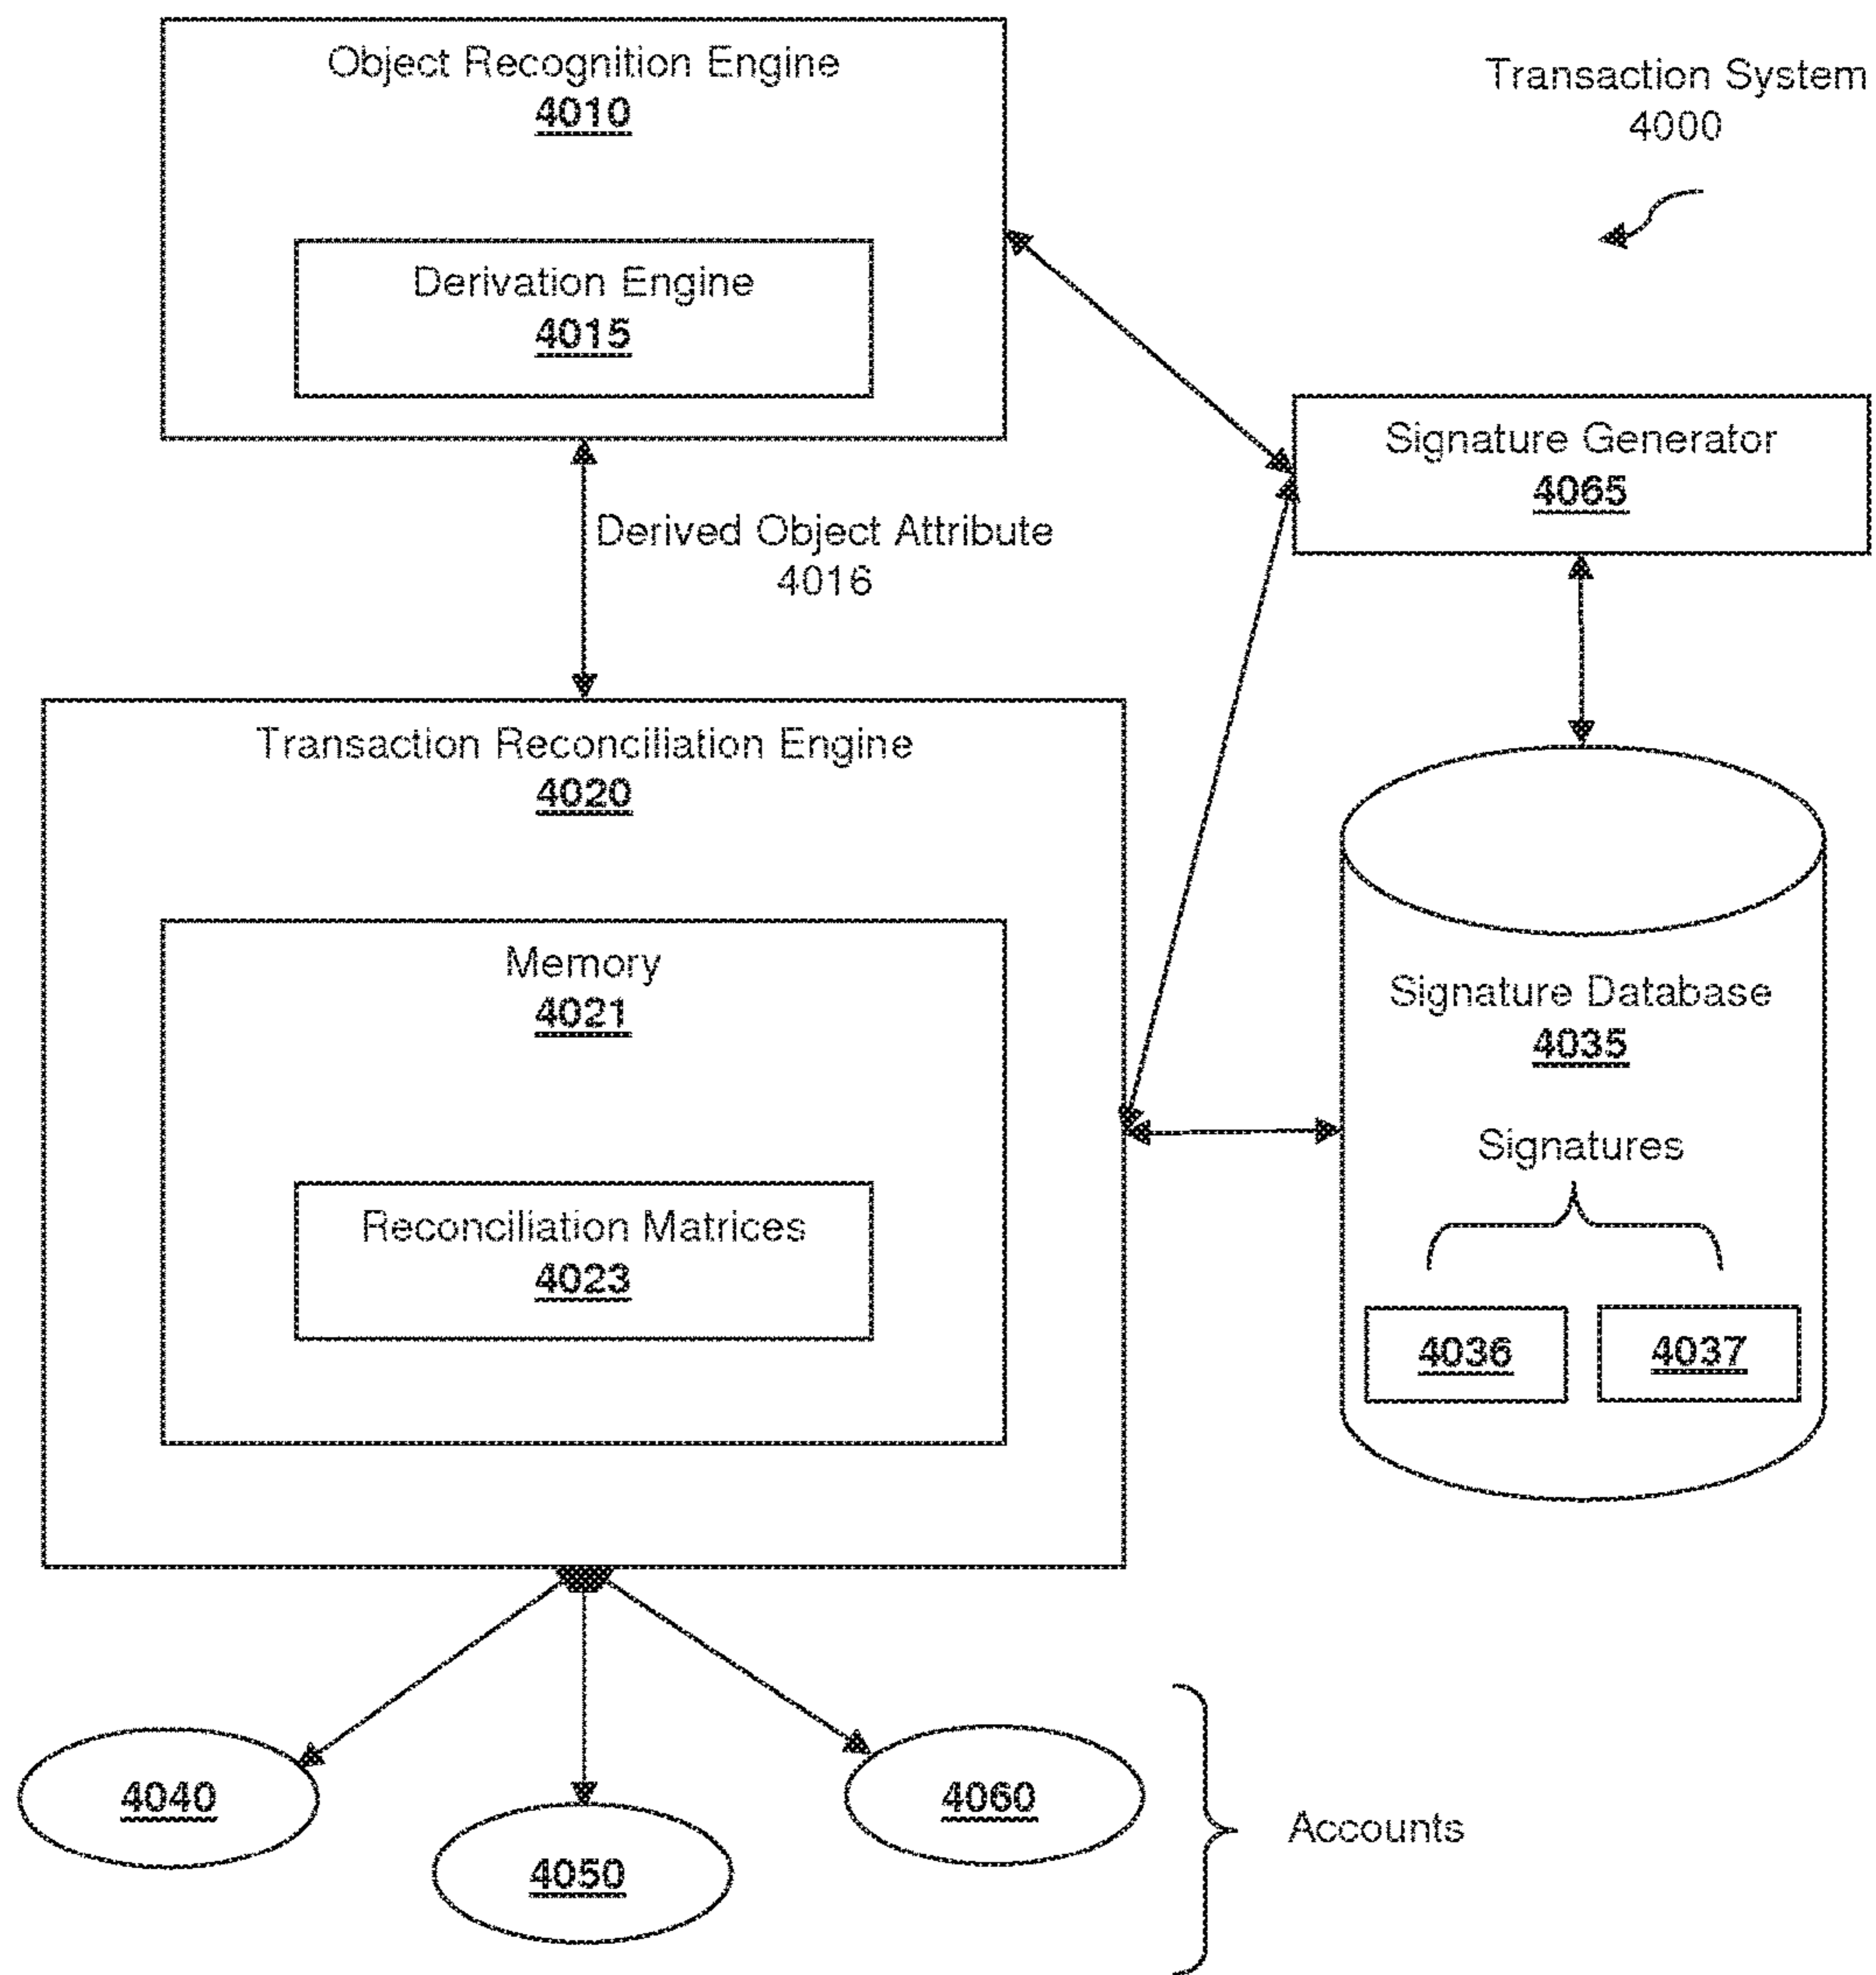 Object Recognition Engine
4010
Transaction System
4000
Derivation Engine
4015
Signature Generator
4065
Derived Object Attribute
4016
Transaction Reconciliation Engine
4020
Memory
4021
Signature Database
4035
Signatures
Reconciliation Matrices
4023
4036
4037
4040
4050
4060
Accounts